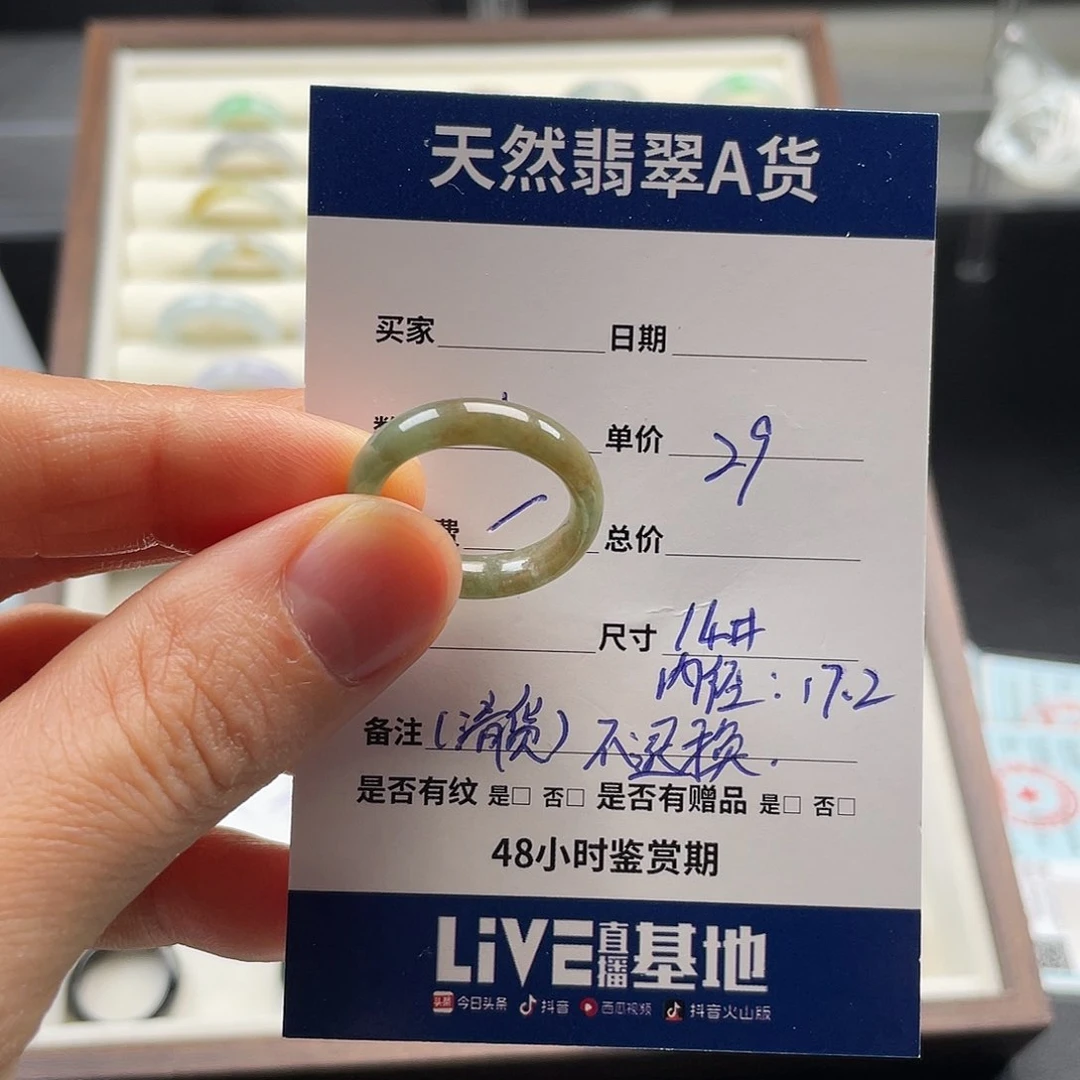 天然翡翠A货
买家 日期
单价 29
费 总价
尺寸 14#
内径:17.2
备注(清货)不退换.
是否有纹 是□ 否□ 是否有赠品 是□ 否□
48小时鉴赏期
LiVE直播基地
头条 今日头条 抖音 西瓜视频 抖音火山版